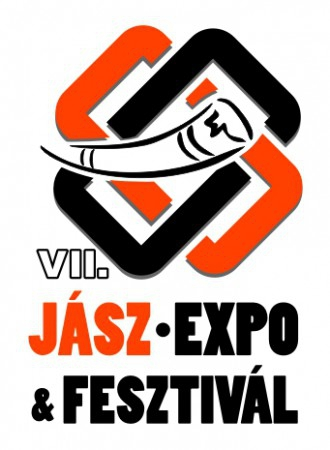 VII.
JÁSZ·EXPO
& FESZTIVÁL